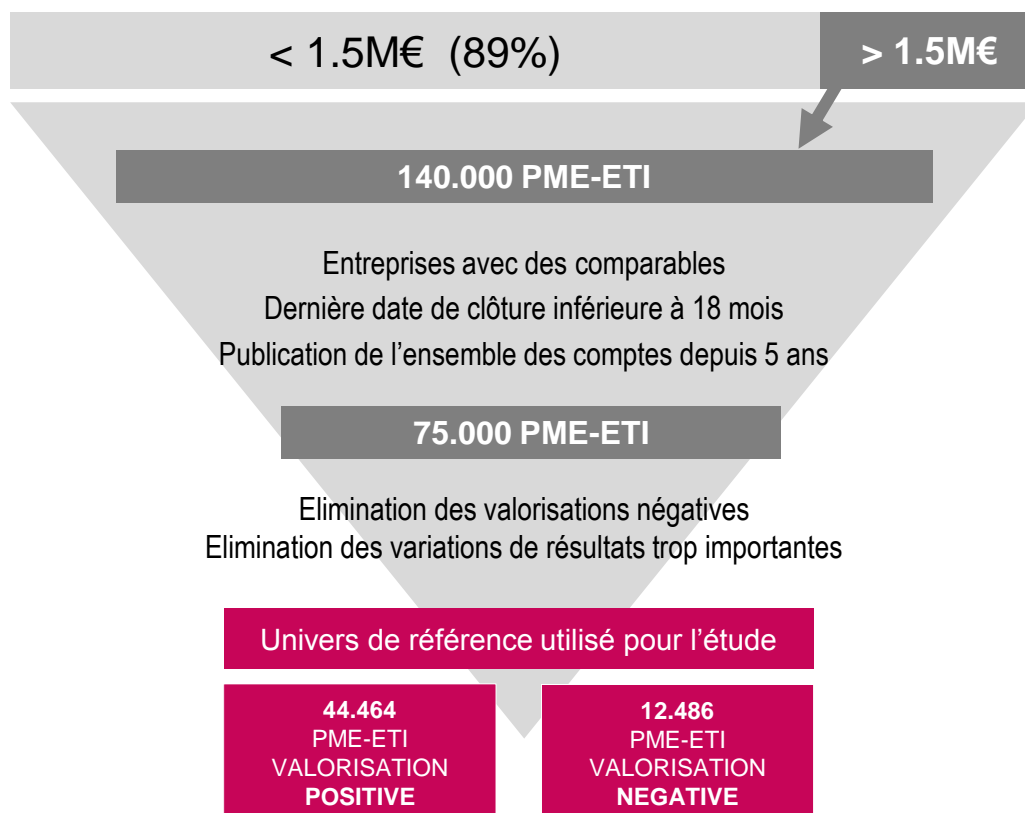 < 1.5M€ (89%)
> 1.5M€
140.000 PME-ETI
Entreprises avec des comparables
Dernière date de clôture inférieure à 18 mois
Publication de l’ensemble des comptes depuis 5 ans
75.000 PME-ETI
Elimination des valorisations négatives
Elimination des variations de résultats trop importantes
Univers de référence utilisé pour l’étude
44.464
PME-ETI
VALORISATION
POSITIVE
12.486
PME-ETI
VALORISATION
NEGATIVE